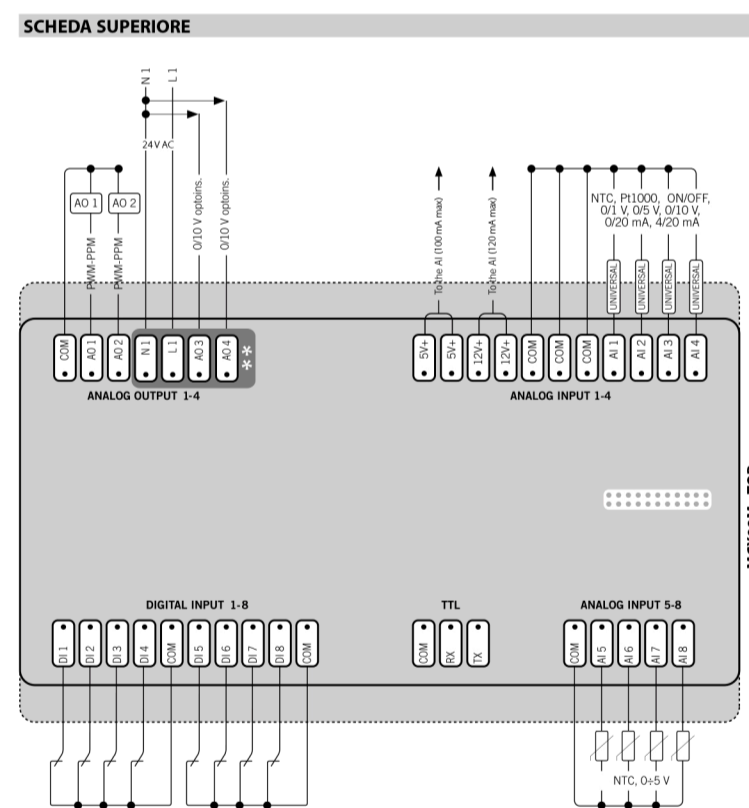 SCHEDA SUPERIORE
N 1
L 1
24V AC
AO 1
AO 2
PWM-PPM
PWM-PPM
0/10 V optoins.
0/10 V optoins.
To the AI (100 mA max)
To the AI (120 mA max)
NTC, Pt1000, ON/OFF,
0/1 V, 0/5 V, 0/10 V,
0/20 mA, 4/20 mA
UNIVERSAL
UNIVERSAL
UNIVERSAL
UNIVERSAL
COM
AO 1
AO 2
N 1
L 1
AO 3
AO 4
**
5V+
5V+
12V+
12V+
COM
COM
COM
AI 1
AI 2
AI 3
AI 4
ANALOG OUTPUT 1-4
ANALOG INPUT 1-4
DIGITAL INPUT 1-8
TTL
ANALOG INPUT 5-8
DI 1
DI 2
DI 3
DI 4
COM
DI 5
DI 6
DI 7
DI 8
COM
COM
RX
TX
COM
AI 5
AI 6
AI 7
AI 8
NTC, 0÷5 V